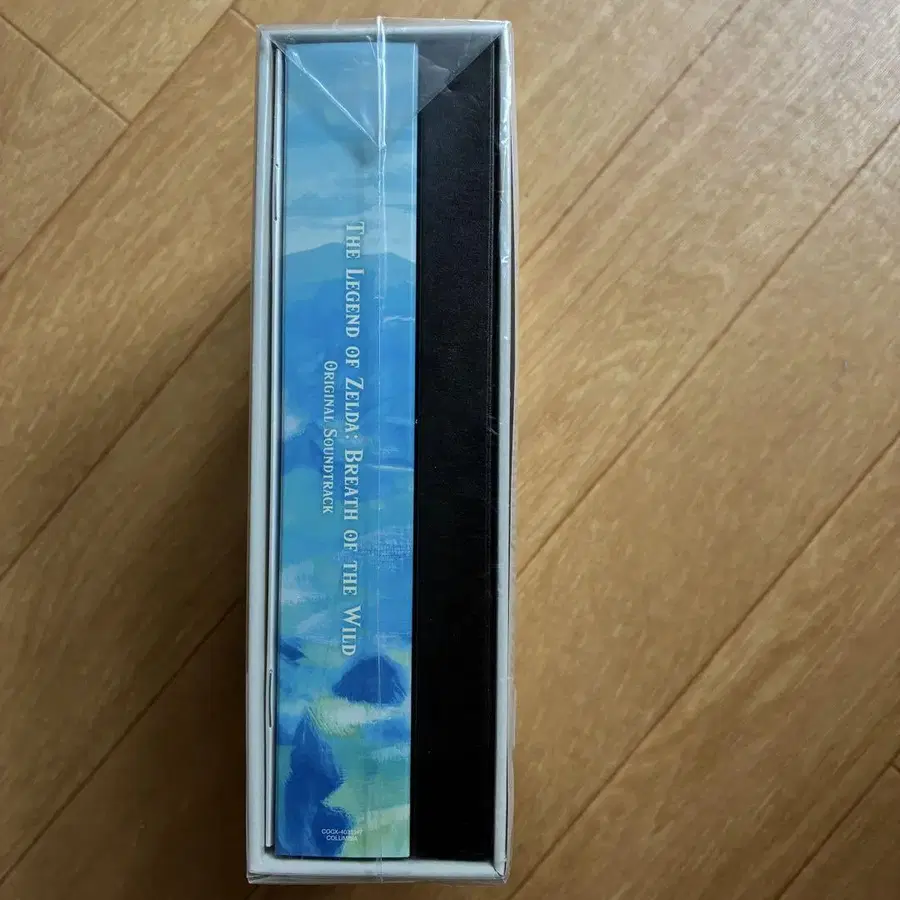 THE LEGEND OF ZELDA: BREATH OF THE WILD
ORIGINAL SOUNDTRACK
COLUMBIA